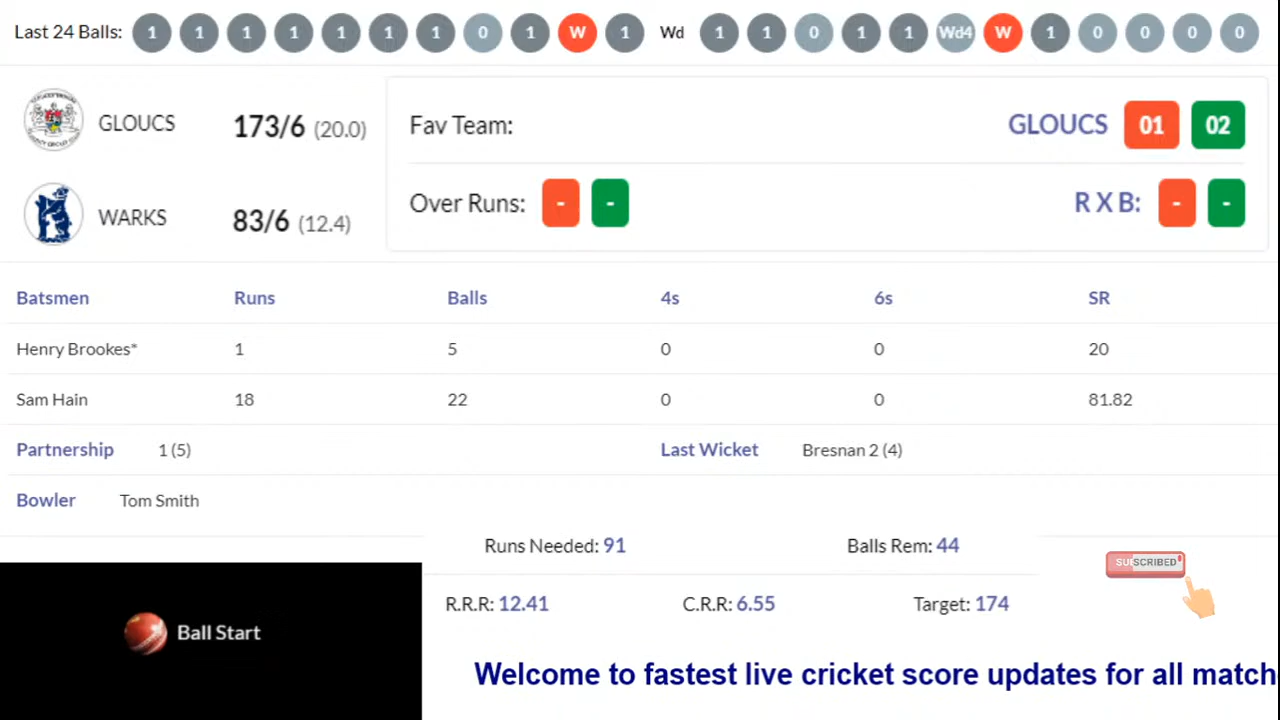 Last 24 Balls: 1 1 1 1 1 1 1 0 1 W 1 Wd 1 1 0 1 1 Wd4 W 1 0 0 0 0
GLOUCS 173/6 (20.0)
WARKS 83/6 (12.4)
Fav Team: GLOUCS 01 02
Over Runs: - - R X B: - -
Batsmen Runs Balls 4s 6s SR
Henry Brookes* 1 5 0 0 20
Sam Hain 18 22 0 0 81.82
Partnership 1 (5) Last Wicket Bresnan 2 (4)
Bowler Tom Smith
Runs Needed: 91 Balls Rem: 44
SUBSCRIBED
R.R.R: 12.41 C.R.R: 6.55 Target: 174
Ball Start
Welcome to fastest live cricket score updates for all match